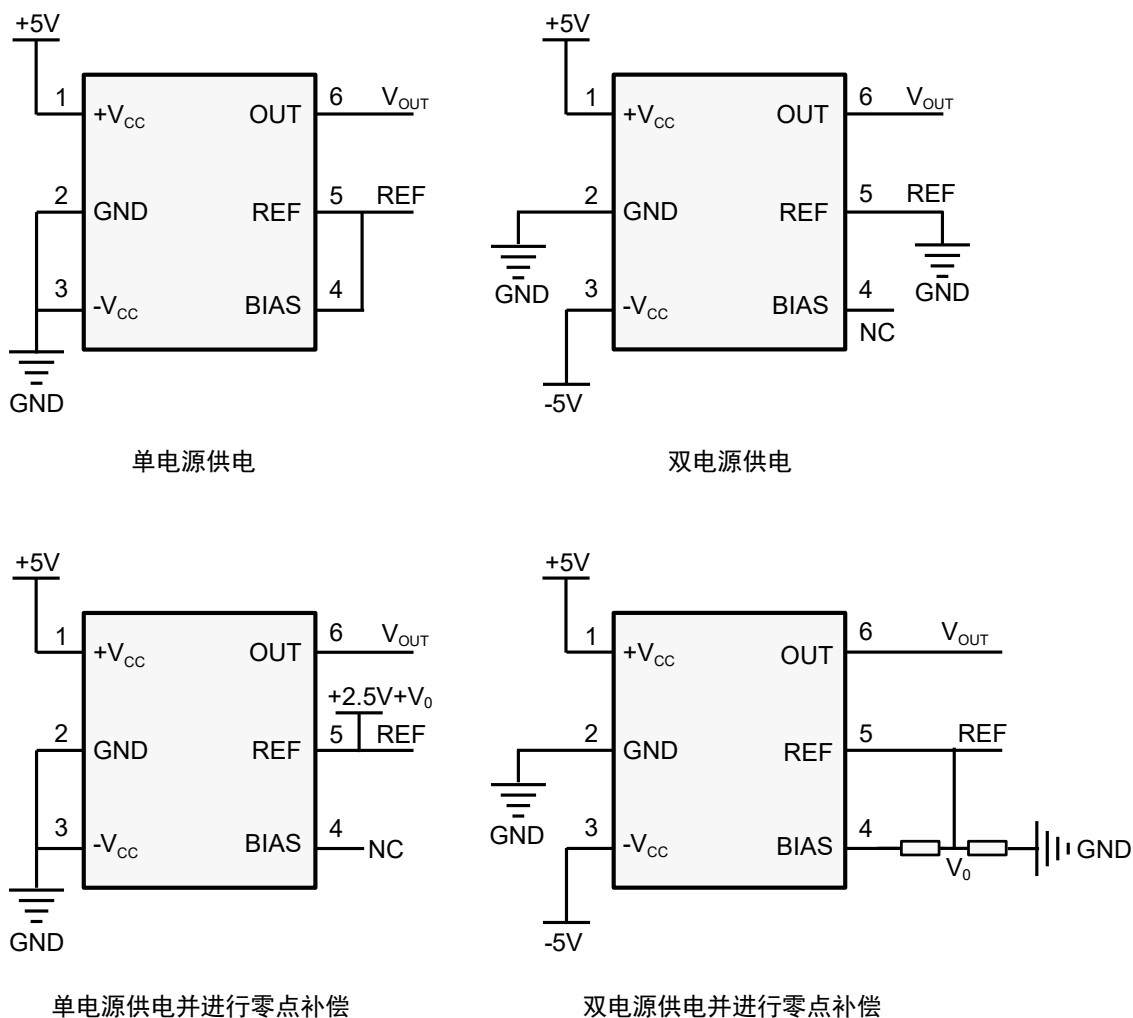 +5V
1
+VCC
OUT
6
VOUT
2
GND
REF
5
REF
3
-VCC
BIAS
4
GND
单电源供电
+5V
1
+VCC
OUT
6
VOUT
2
GND
REF
5
REF
GND
3
-VCC
BIAS
4
GND
NC
-5V
双电源供电
+5V
1
+VCC
OUT
6
VOUT
+2.5V+V0
2
GND
REF
5
REF
3
-VCC
BIAS
4
NC
GND
单电源供电并进行零点补偿
+5V
1
+VCC
OUT
6
VOUT
2
GND
REF
5
REF
GND
3
-VCC
BIAS
4
V0
GND
-5V
双电源供电并进行零点补偿